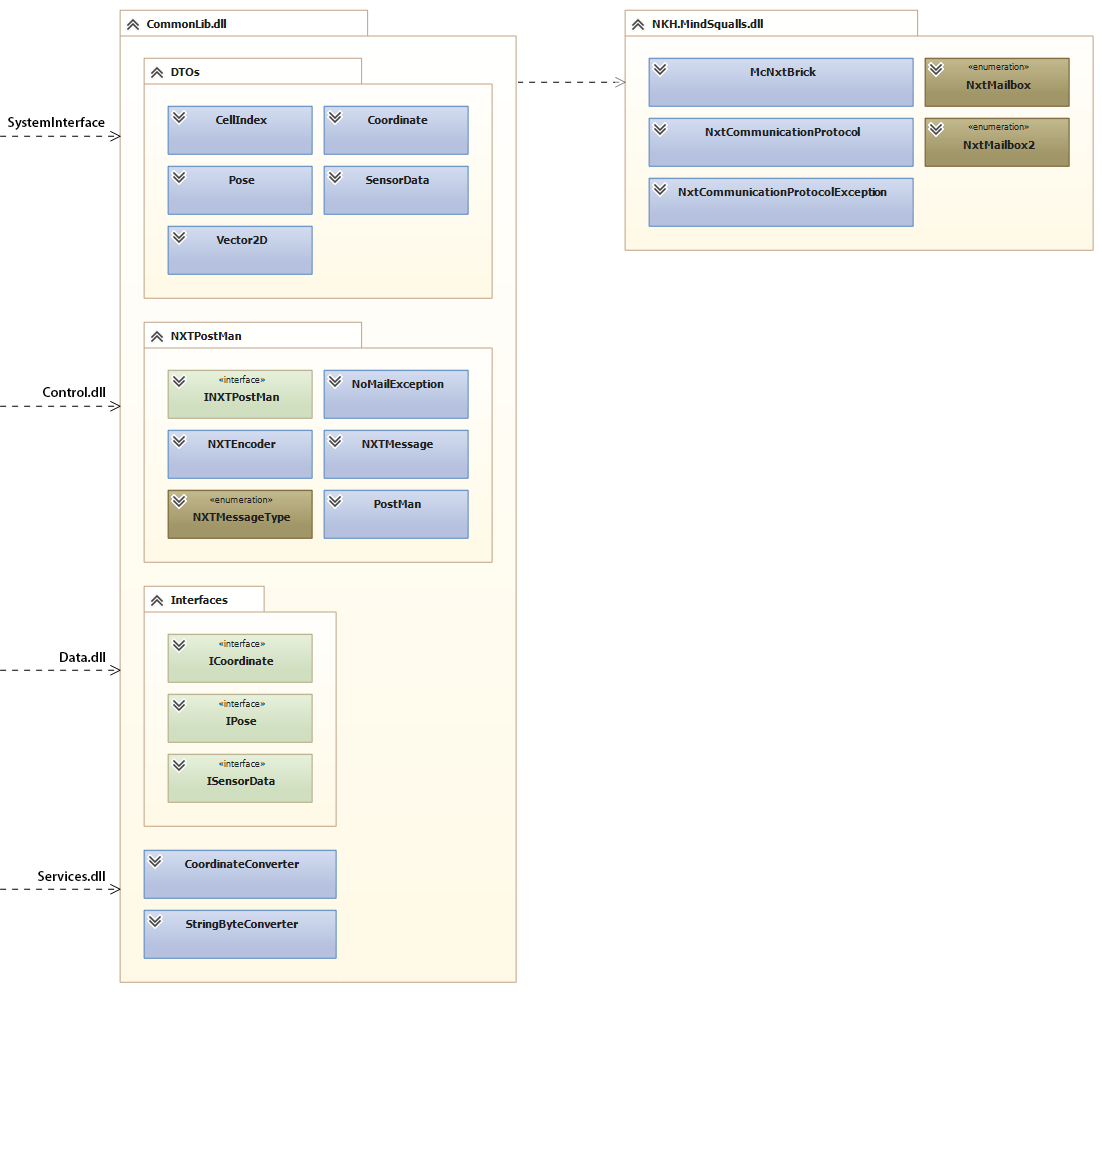 CommonLib.dll
DTOs
CellIndex
Coordinate
Pose
SensorData
Vector2D
NXTPostMan
«interface»
INXTPostMan
NoMailException
NXTEncoder
NXTMessage
«enumeration»
NXTMessageType
PostMan
Interfaces
«interface»
ICoordinate
«interface»
IPose
«interface»
ISensorData
CoordinateConverter
StringByteConverter
SystemInterface
Control.dll
Data.dll
Services.dll
NKH.MindSqualls.dll
McNxtBrick
«enumeration»
NxtMailbox
NxtCommunicationProtocol
«enumeration»
NxtMailbox2
NxtCommunicationProtocolException